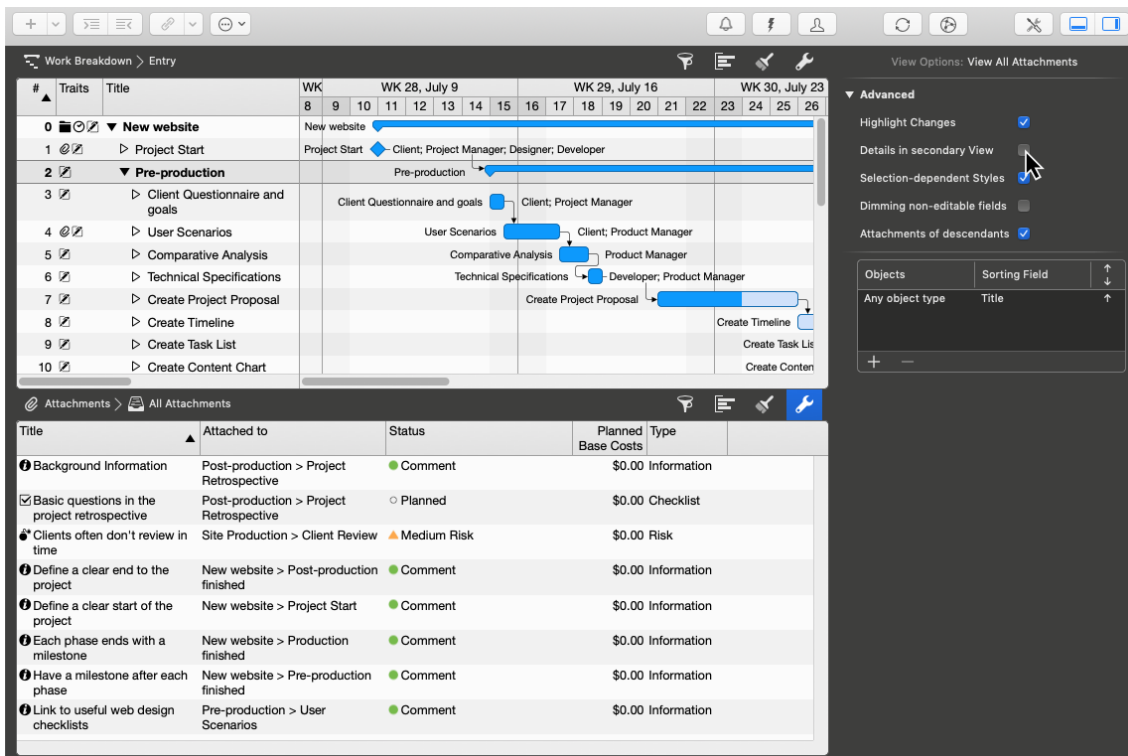 Work Breakdown > Entry
View Options: View All Attachments
# Traits Title
WK WK 28, July 9 WK 29, July 16 WK 30, July 23
8 9 10 11 12 13 14 15 16 17 18 19 20 21 22 23 24 25 26
0 New website
New website
1 Project Start
Project Start Client; Project Manager; Designer; Developer
2 Pre-production
Pre-production
3 Client Questionnaire and
goals
Client Questionnaire and goals Client; Project Manager
4 User Scenarios
User Scenarios Client; Product Manager
5 Comparative Analysis
Comparative Analysis Product Manager
6 Technical Specifications
Technical Specifications Developer; Product Manager
7 Create Project Proposal
Create Project Proposal
8 Create Timeline
Create Timeline
9 Create Task List
Create Task Lis
10 Create Content Chart
Create Conten
Advanced
Highlight Changes
Details in secondary View
Selection-dependent Styles
Dimming non-editable fields
Attachments of descendants
Objects Sorting Field
Any object type Title
Attachments > All Attachments
Title Attached to Status Planned Type
Base Costs
Background Information Post-production > Project Comment $0.00 Information
Retrospective
Basic questions in the Post-production > Project Planned $0.00 Checklist
project retrospective Retrospective
Clients often don't review in Site Production > Client Review Medium Risk $0.00 Risk
time
Define a clear end to the New website > Post-production Comment $0.00 Information
project finished
Define a clear start of the New website > Project Start Comment $0.00 Information
project
Each phase ends with a New website > Production Comment $0.00 Information
milestone finished
Have a milestone after each New website > Pre-production Comment $0.00 Information
phase finished
Link to useful web design Pre-production > User Comment $0.00 Information
checklists Scenarios